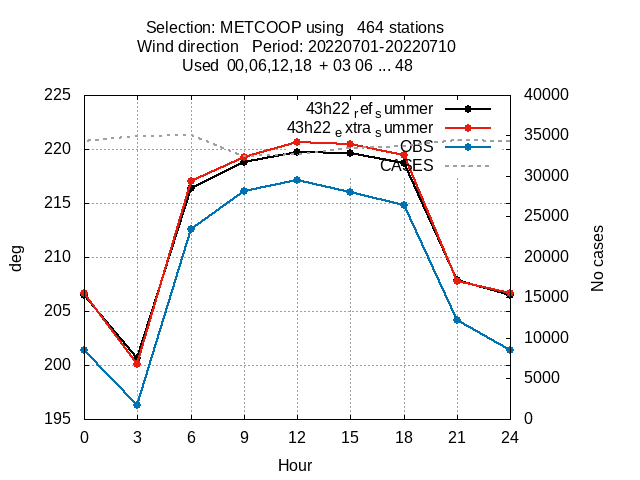 Selection: METCOOP using   464 stations
Wind direction   Period: 20220701-20220710
Used  00,06,12,18  + 03 06 ... 48
225 40000
43h22_ref_summer
43h22_extra_summer
OBS
CASES
220 35000
30000
215
25000
210 20000
205 15000
10000
200
5000
195 0
deg
No cases
0 3 6 9 12 15 18 21 24
Hour